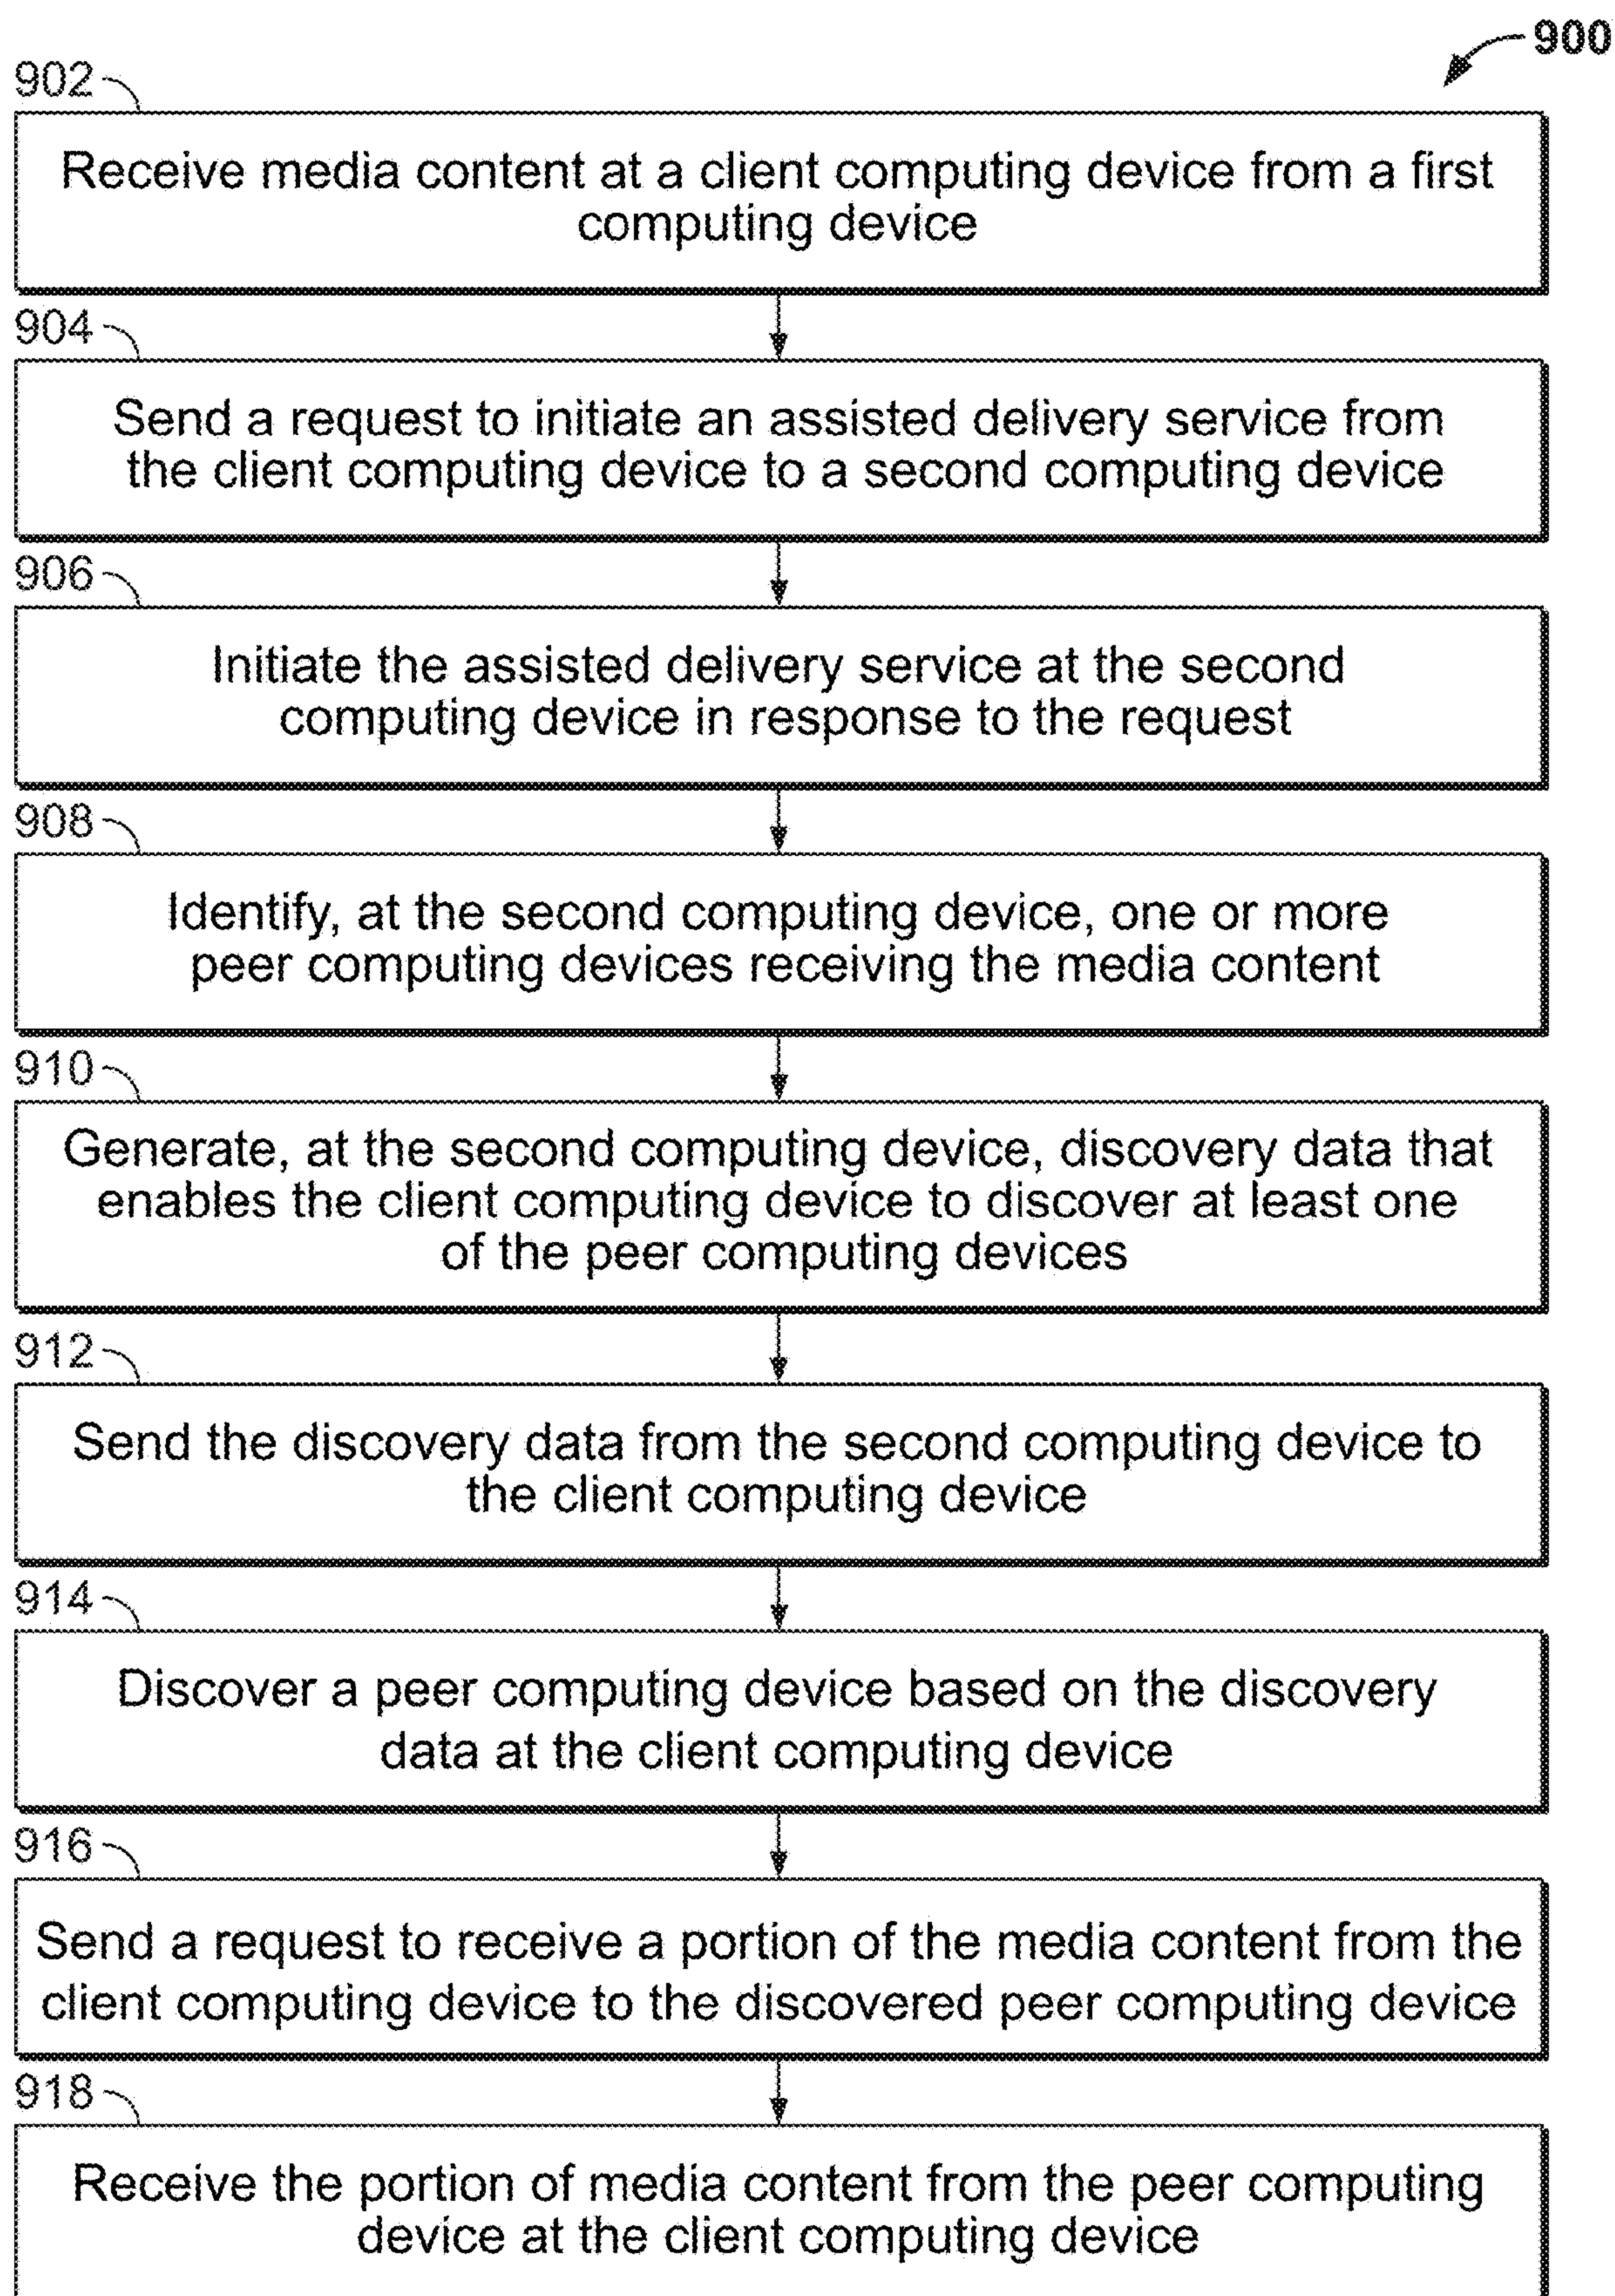 900
902
Receive media content at a client computing device from a first
computing device
904
Send a request to initiate an assisted delivery service from
the client computing device to a second computing device
906
Initiate the assisted delivery service at the second
computing device in response to the request
908
Identify, at the second computing device, one or more
peer computing devices receiving the media content
910
Generate, at the second computing device, discovery data that
enables the client computing device to discover at least one
of the peer computing devices
912
Send the discovery data from the second computing device to
the client computing device
914
Discover a peer computing device based on the discovery
data at the client computing device
916
Send a request to receive a portion of the media content from the
client computing device to the discovered peer computing device
918
Receive the portion of media content from the peer computing
device at the client computing device